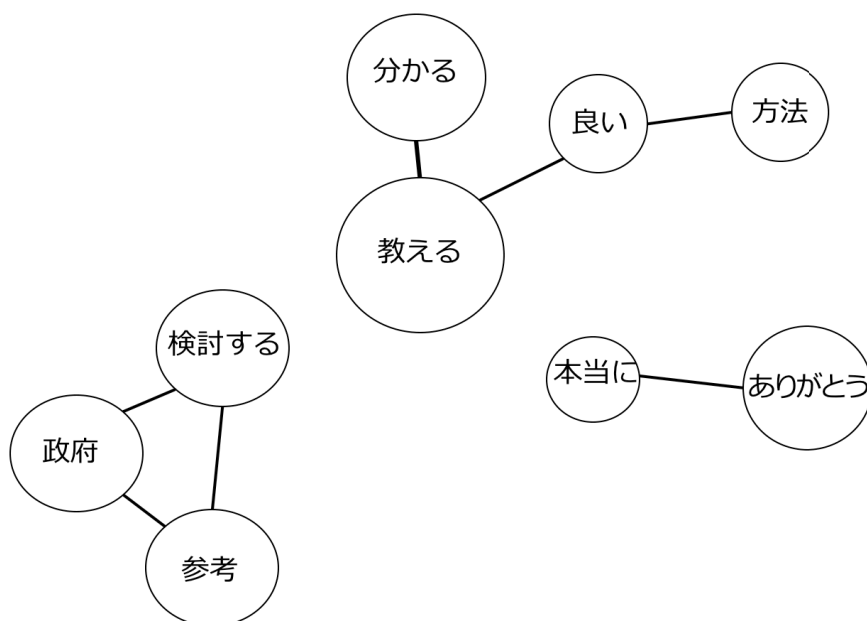 分かる
良い
方法
教える
検討する
本当に
ありがとう
政府
参考